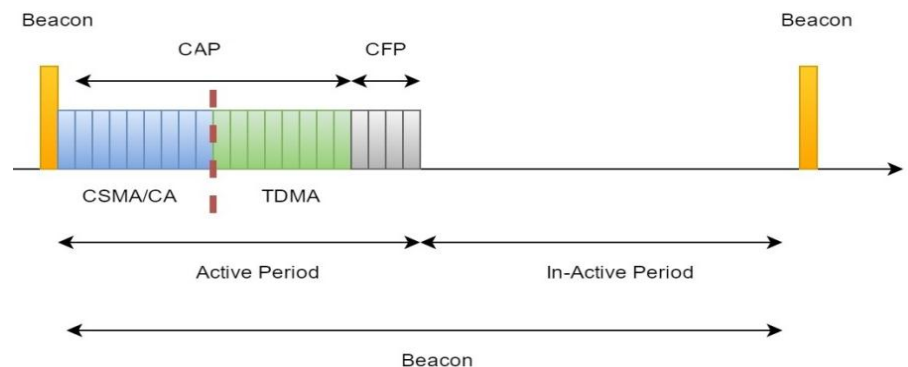 Beacon
Beacon
CAP
CFP
CSMA/CA
TDMA
Active Period
In-Active Period
Beacon